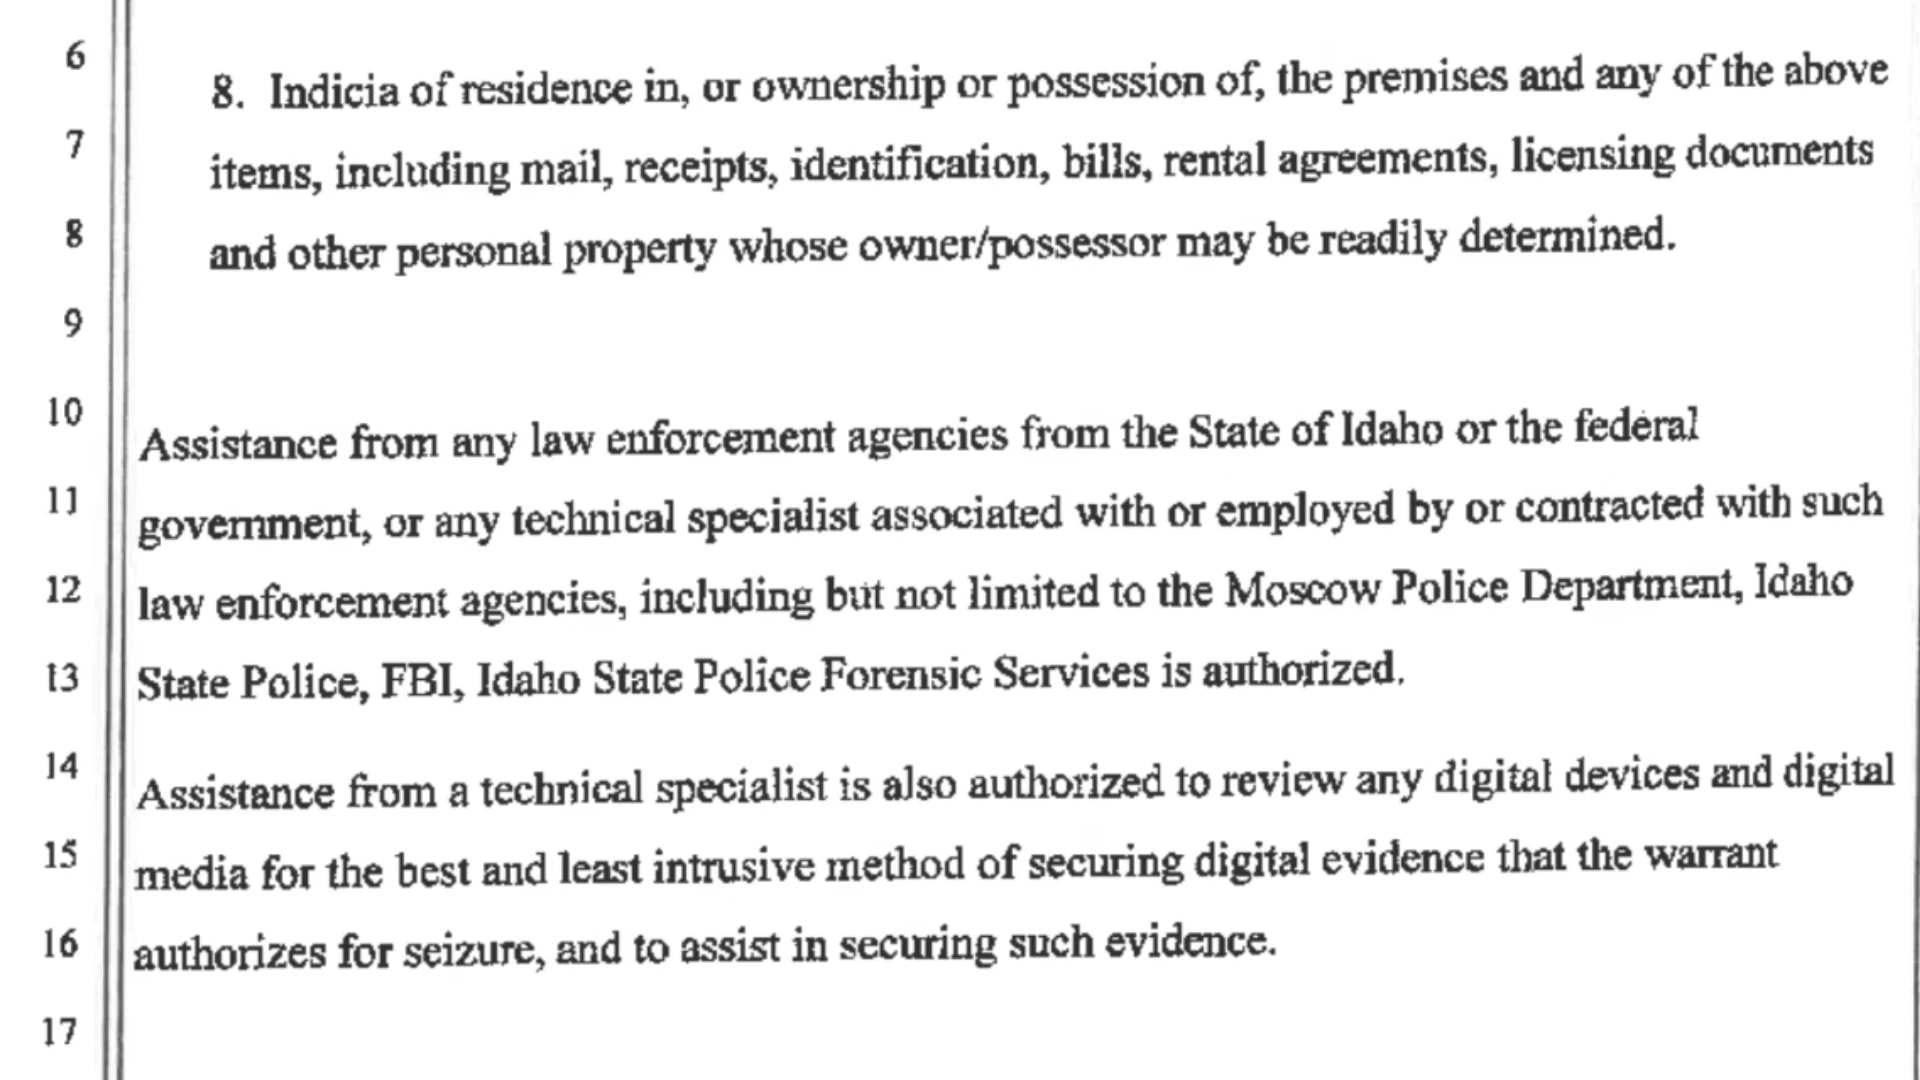 6
8. Indicia of residence in, or ownership or possession of, the premises and any of the above
7
items, including mail, receipts, identification, bills, rental agreements, licensing documents
8
and other personal property whose owner/possessor may be readily determined.
9
10
Assistance from any law enforcement agencies from the State of Idaho or the federal
11
government, or any technical specialist associated with or employed by or contracted with such
12
law enforcement agencies, including but not limited to the Moscow Police Department, Idaho
13
State Police, FBI, Idaho State Police Forensic Services is authorized.
14
Assistance from a technical specialist is also authorized to review any digital devices and digital
15
media for the best and least intrusive method of securing digital evidence that the warrant
16
authorizes for seizure, and to assist in securing such evidence.
17